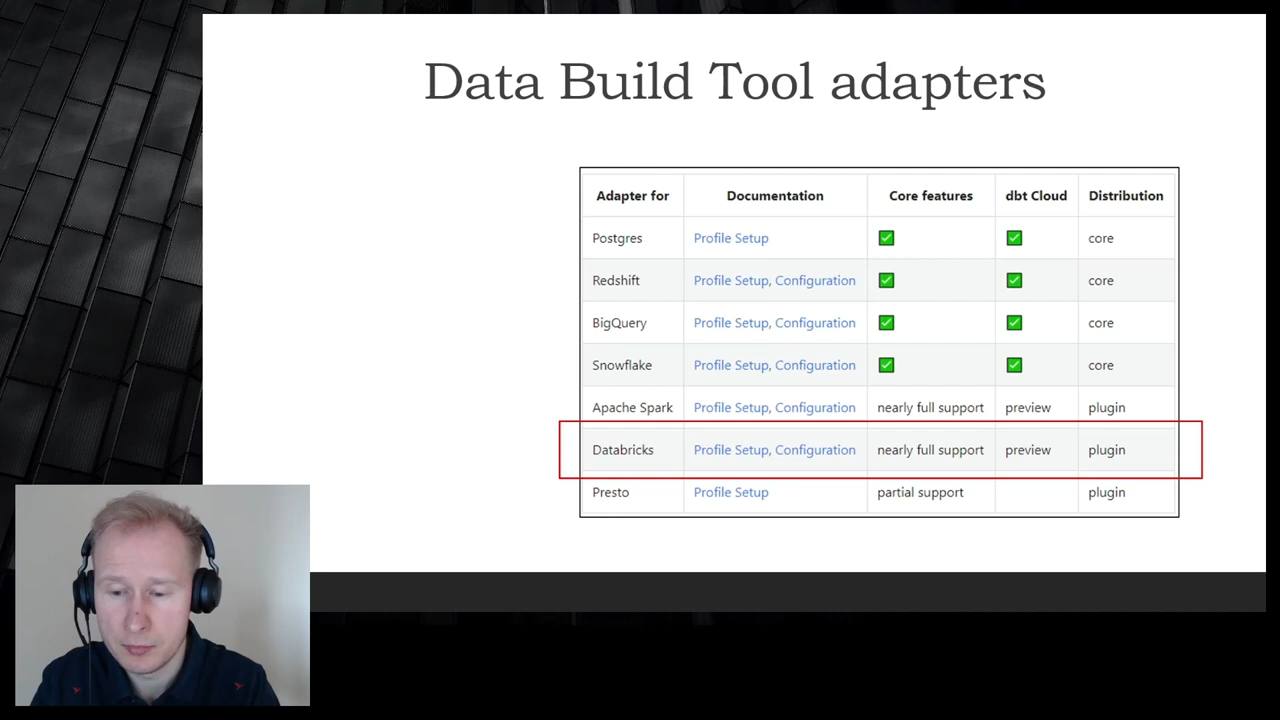 Data Build Tool adapters
Adapter for Documentation Core features dbt Cloud Distribution
Postgres Profile Setup ✅ ✅ core
Redshift Profile Setup, Configuration ✅ ✅ core
BigQuery Profile Setup, Configuration ✅ ✅ core
Snowflake Profile Setup, Configuration ✅ ✅ core
Apache Spark Profile Setup, Configuration nearly full support preview plugin
Databricks Profile Setup, Configuration nearly full support preview plugin
Presto Profile Setup partial support plugin